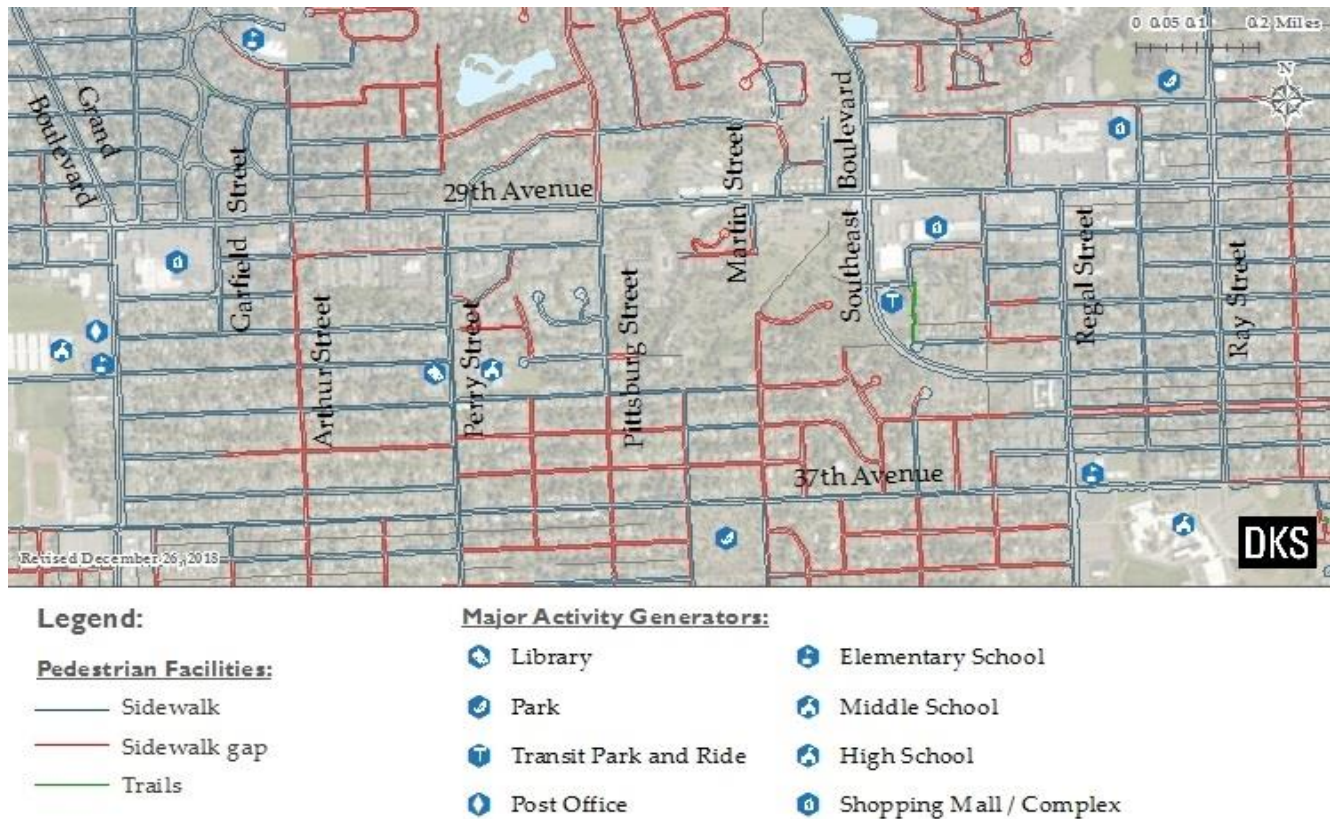 0 0.05 0.1 0.2 Miles
N
Grand
Boulevard
Garfield Street
29th Avenue
Martin Street
Southeast Boulevard
Arthur Street
Perry Street
Pittsburg Street
Regal Street
Ray Street
37th Avenue
Revised December 26, 2018
DKS
Legend:
Pedestrian Facilities:
Sidewalk
Sidewalk gap
Trails
Major Activity Generators:
Library
Park
Transit Park and Ride
Post Office
Elementary School
Middle School
High School
Shopping Mall / Complex